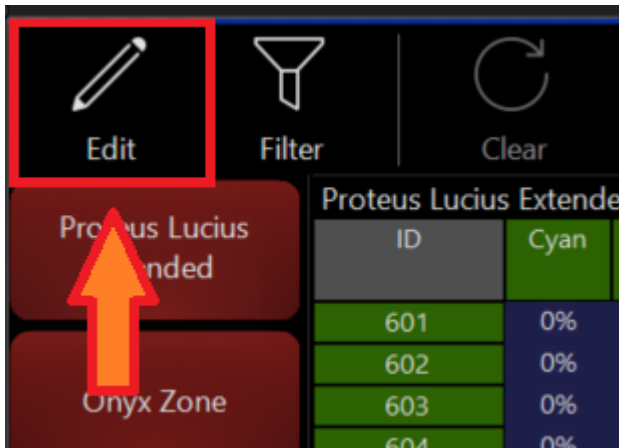 Edit
Filter
Clear
Lucius
ended
Onyx Zone
Proteus Lucius Extende
ID
Cyan
601
0%
602
0%
603
0%
604
0%